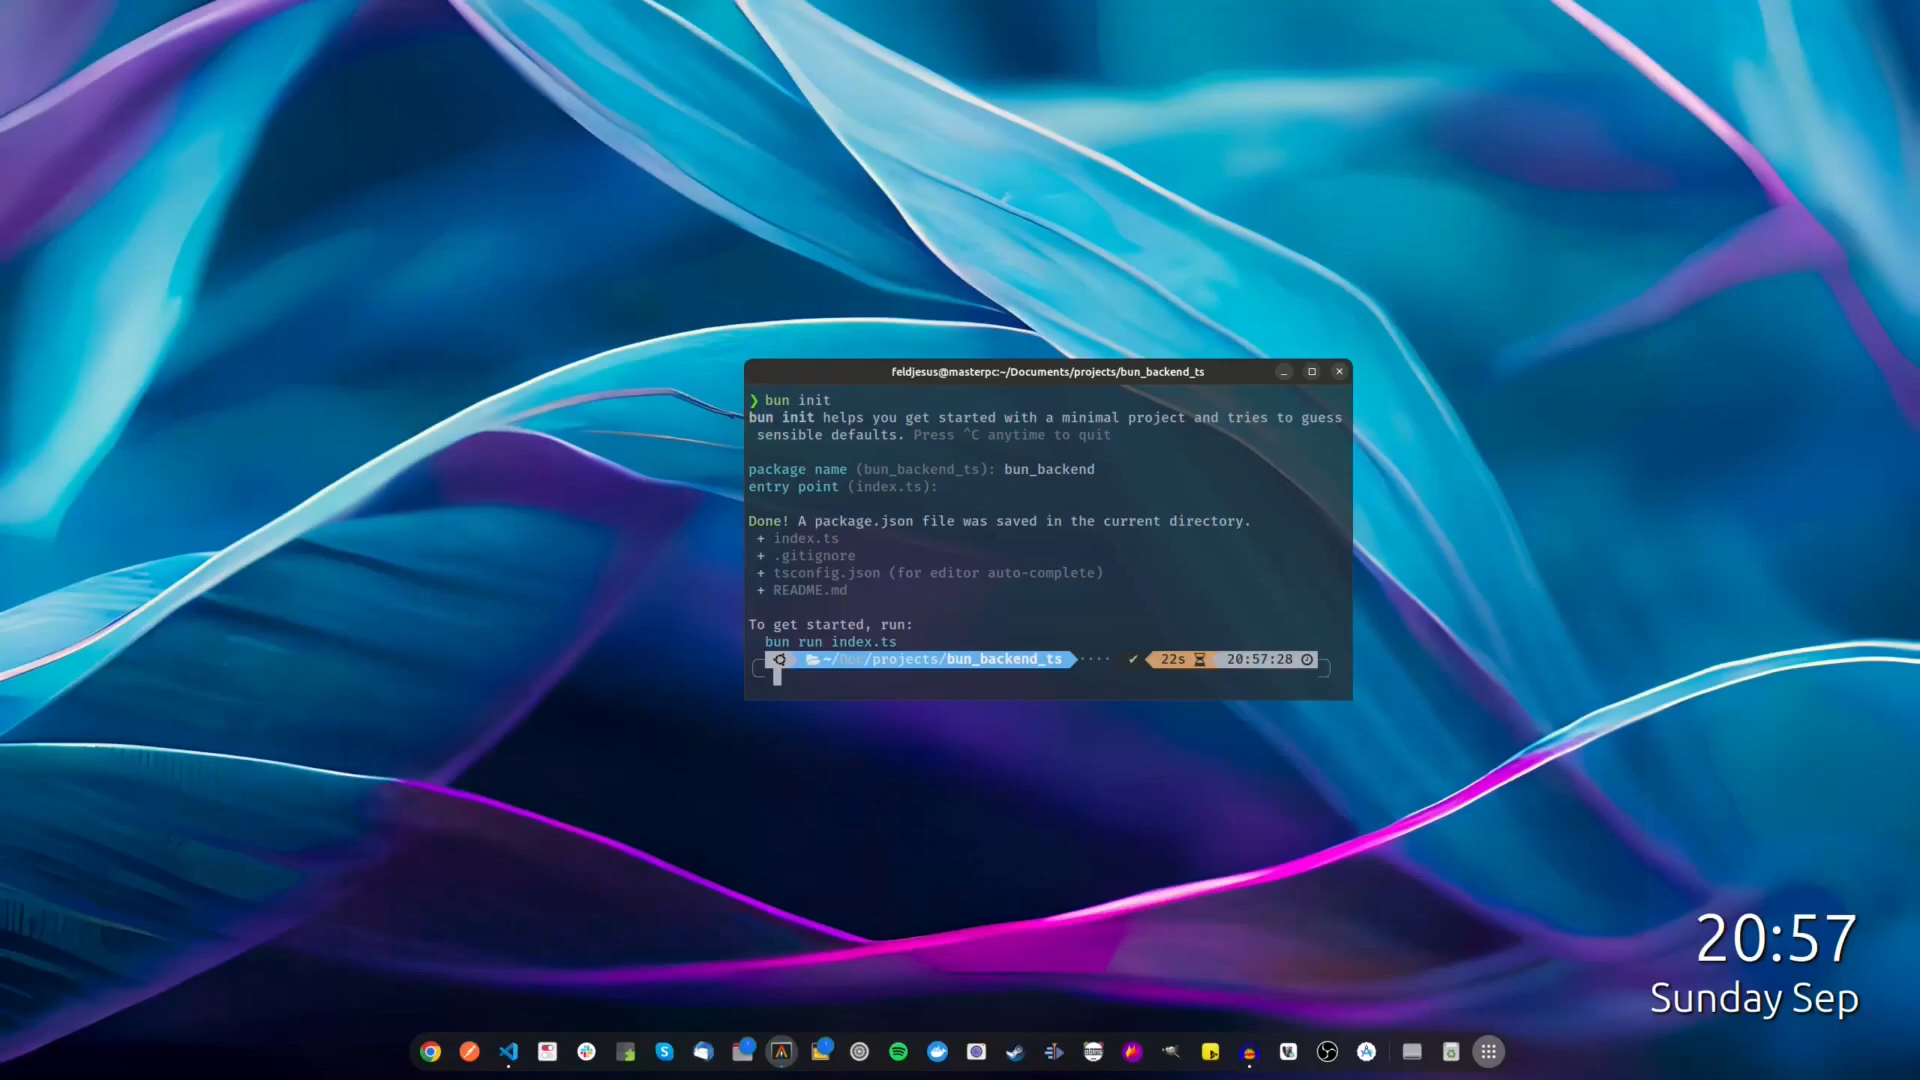 feldjesus@masterpc:~/Documents/projects/bun_backend_ts
❯ bun init
bun init helps you get started with a minimal project and tries to guess
sensible defaults. Press ^C anytime to quit
package name (bun_backend_ts): bun_backend
entry point (index.ts):
Done! A package.json file was saved in the current directory.
+ index.ts
+ .gitignore
+ tsconfig.json (for editor auto-complete)
+ README.md
To get started, run:
bun run index.ts
~/Doc/projects/bun_backend_ts ···· ✔ 22s 20:57:28
20:57
Sunday Sep